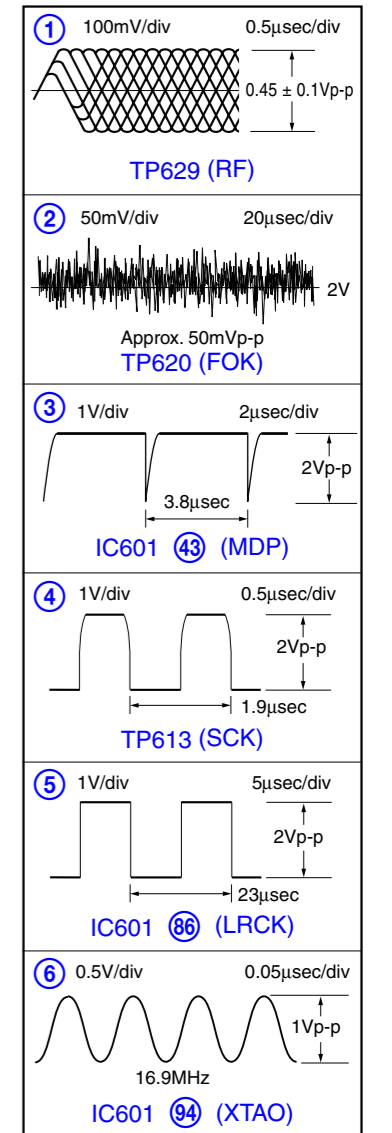 ① 100mV/div 0.5µsec/div
0.45 ± 0.1Vp-p
TP629 (RF)
② 50mV/div 20µsec/div
2V
Approx. 50mVp-p
TP620 (FOK)
③ 1V/div 2µsec/div
2Vp-p
3.8µsec
IC601 ㊸ (MDP)
④ 1V/div 0.5µsec/div
2Vp-p
1.9µsec
TP613 (SCK)
⑤ 1V/div 5µsec/div
2Vp-p
23µsec
IC601 86 (LRCK)
⑥ 0.5V/div 0.05µsec/div
1Vp-p
16.9MHz
IC601 94 (XTAO)